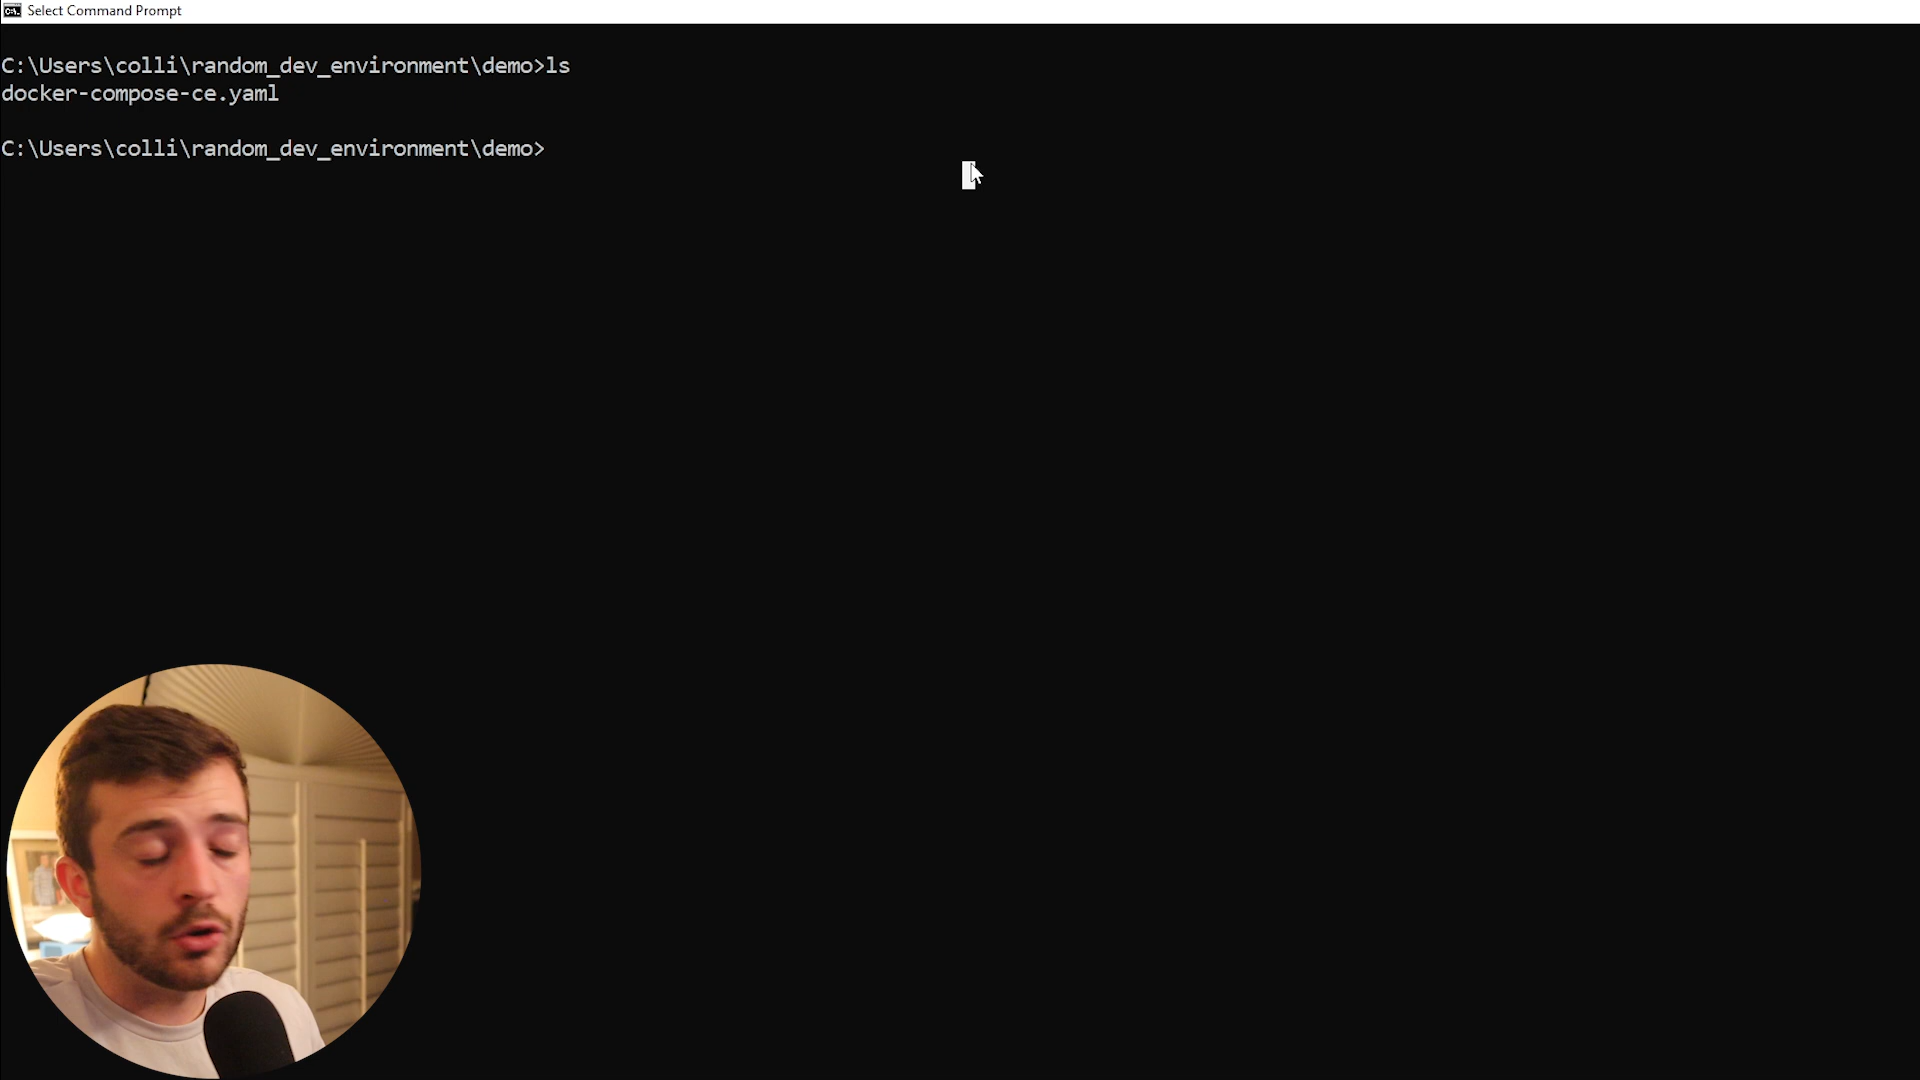 Select Command Prompt
C:\Users\colli\random_dev_environment\demo>ls
docker-compose-ce.yaml
C:\Users\colli\random_dev_environment\demo>